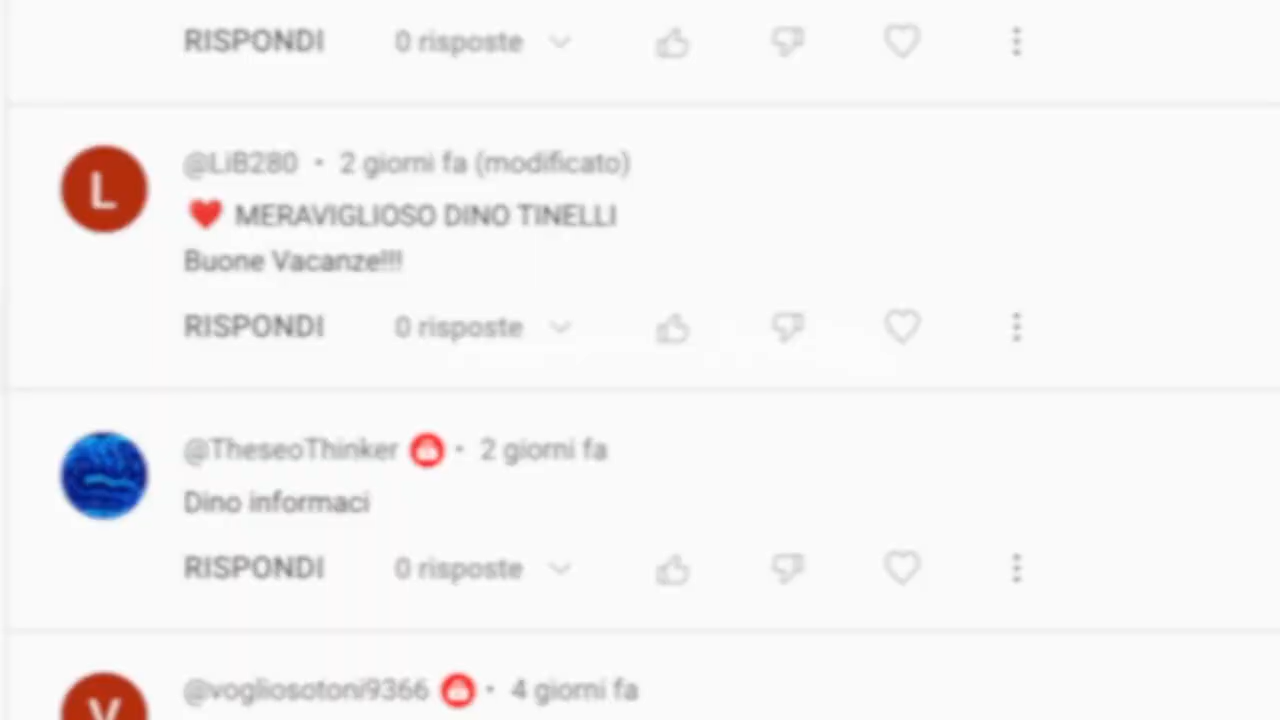 RISPONDI 0 risposte
@LiB280 • 2 giorni fa (modificato)
L
❤️ MERAVIGLIOSO DINO TINELLI
Buone Vacanze!!!
RISPONDI 0 risposte
@TheseoThinker • 2 giorni fa
Dino informaci
RISPONDI 0 risposte
@vogliosotoni9366 • 4 giorni fa
V